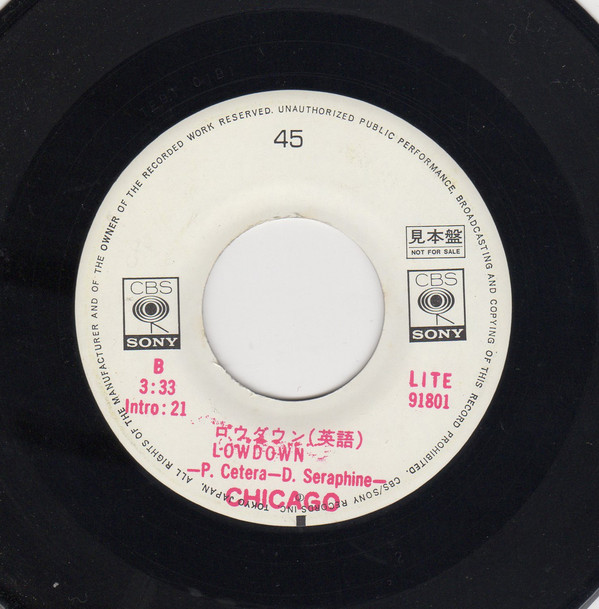 ALL RIGHTS OF THE MANUFACTURER AND OF THE OWNER OF THE RECORDED WORK RESERVED. UNAUTHORIZED PUBLIC PERFORMANCE, BROADCASTING AND COPYING OF THIS RECORD PROHIBITED. CBS/SONY RECORDS INC. TOKYO JAPAN.
45
見本盤
NOT FOR SALE
CBS
SONY
CBS
SONY
B
3:33
Intro: 21
LITE
91801
ロウダウン(英語)
LOWDOWN
—P. Cetera—D. Seraphine—
CHICAGO
Ⓟ